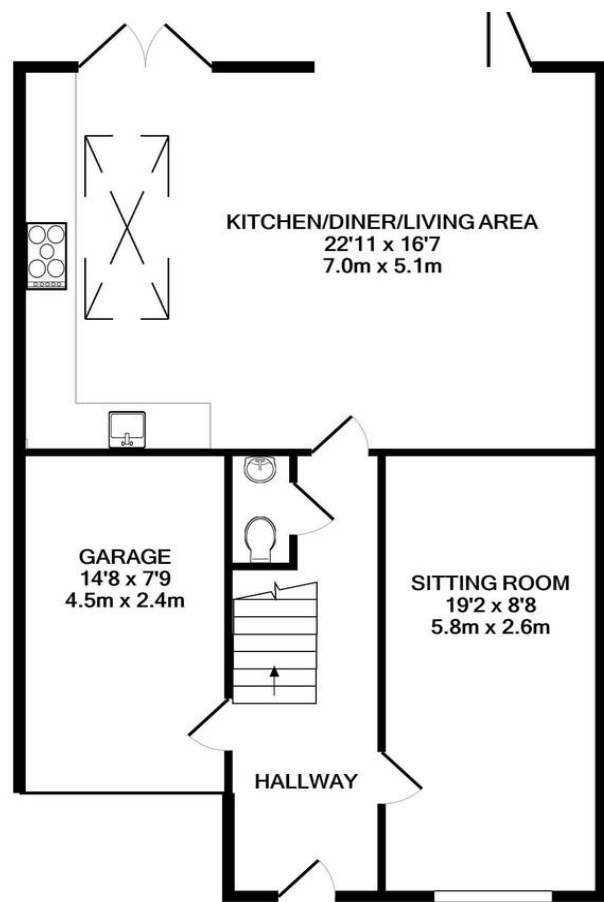 KITCHEN/DINER/LIVING AREA
22'11 x 16'7
7.0m x 5.1m
GARAGE
14'8 x 7'9
4.5m x 2.4m
SITTING ROOM
19'2 x 8'8
5.8m x 2.6m
HALLWAY